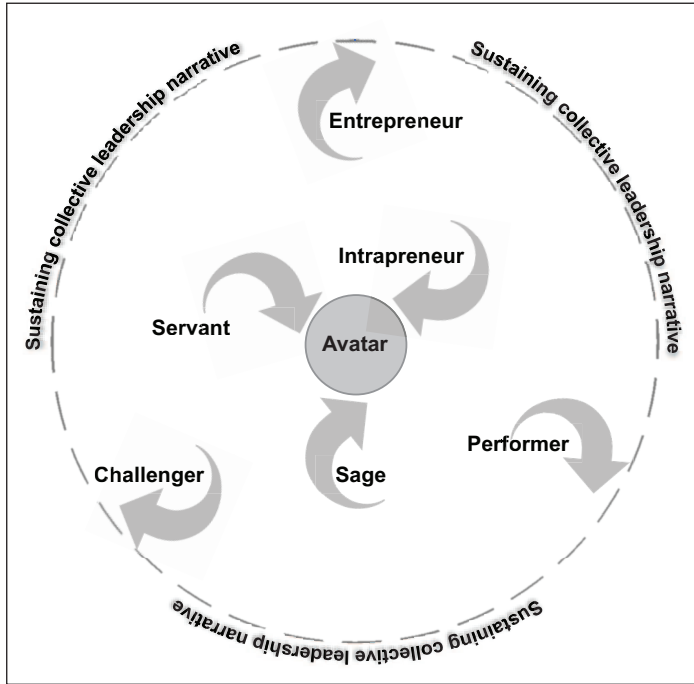 Sustaining collective leadership narrative
Sustaining collective leadership narrative
Entrepreneur
Intrapreneur
Servant
Avatar
Performer
Challenger
Sage
Sustaining collective leadership narrative